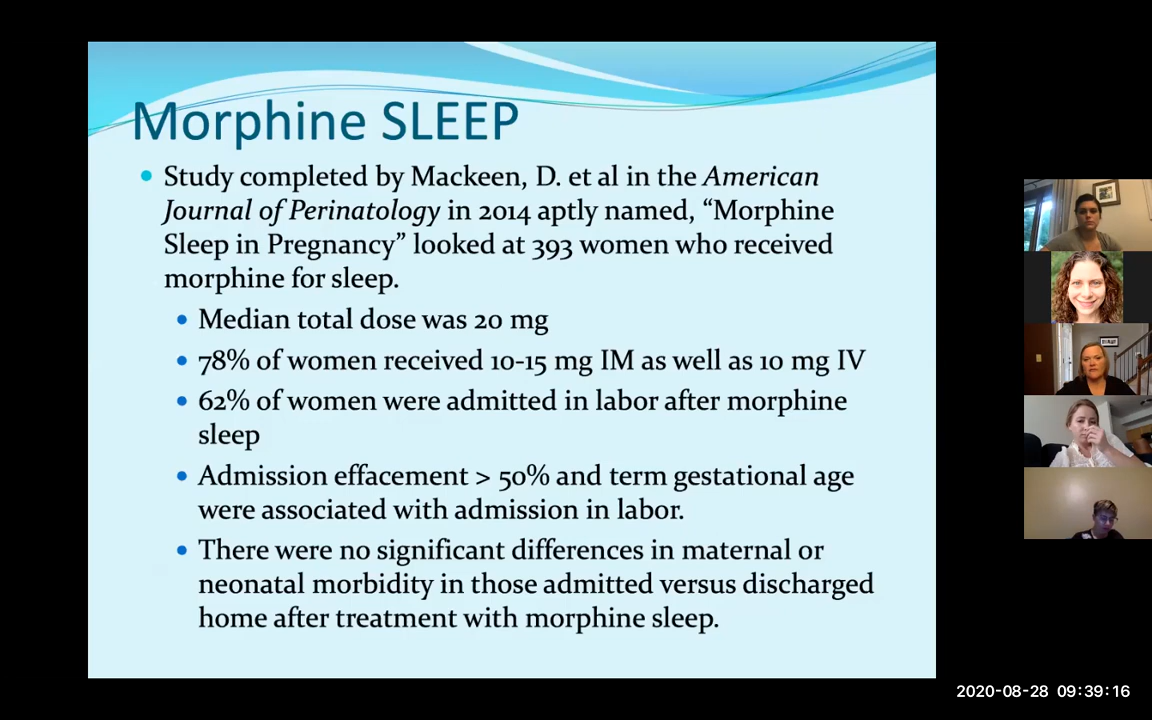 Morphine SLEEP
Study completed by Mackeen, D. et al in the American
Journal of Perinatology in 2014 aptly named, “Morphine
Sleep in Pregnancy” looked at 393 women who received
morphine for sleep.
Median total dose was 20 mg
78% of women received 10-15 mg IM as well as 10 mg IV
62% of women were admitted in labor after morphine
sleep
Admission effacement > 50% and term gestational age
were associated with admission in labor.
There were no significant differences in maternal or
neonatal morbidity in those admitted versus discharged
home after treatment with morphine sleep.
2020-08-28 09:39:16